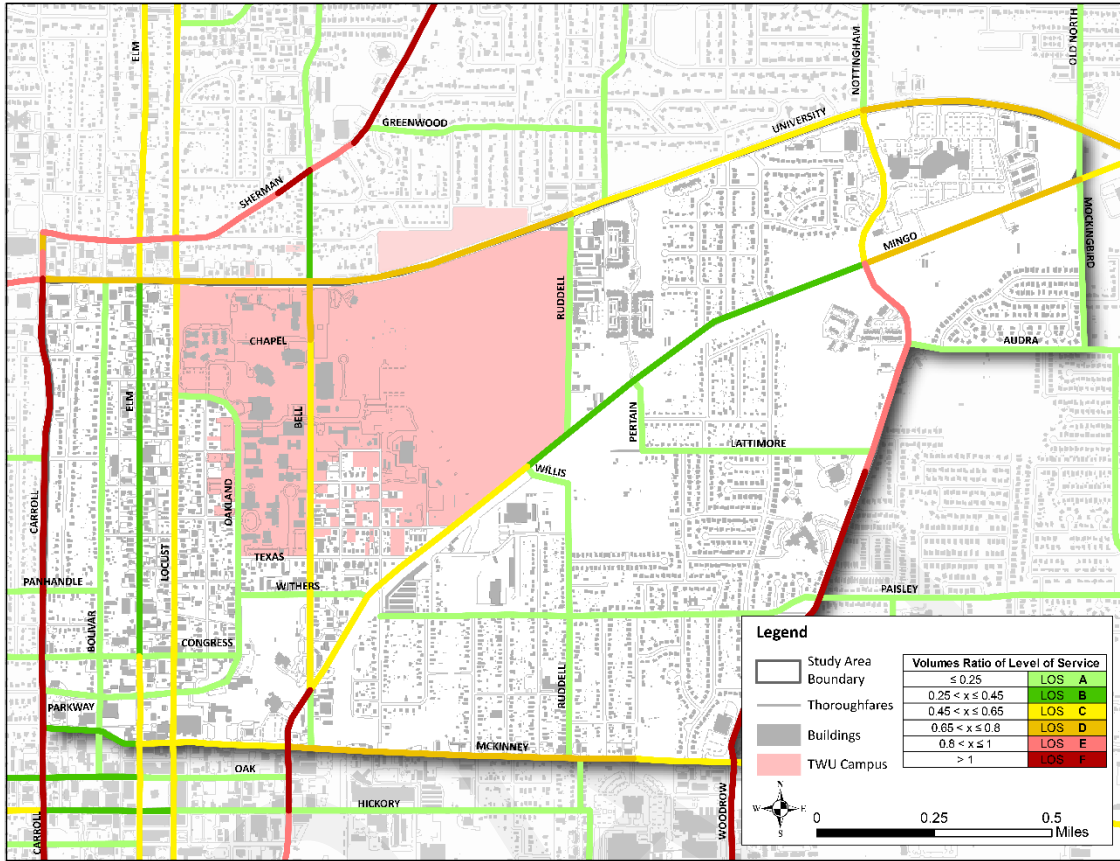 ELM
NOTTINGHAM
OLD NORTH
GREENWOOD
UNIVERSITY
SHERMAN
MINGO
MOCKINGBIRD
RUDDELL
CHAPEL
AUDRA
ELM
BELL
PERTAIN
LATTIMORE
WILLIS
CARROLL
OAKLAND
LOCUST
TEXAS
PANHANDLE
WITHERS
PAISLEY
BOLIVAR
CONGRESS
RUDDELL
PARKWAY
MCKINNEY
OAK
HICKORY
CARROLL
WOODROW
Legend
Study Area
Boundary
Thoroughfares
Buildings
TWU Campus
Volumes Ratio of Level of Service
≤ 0.25 LOS A
0.25 < x ≤ 0.45 LOS B
0.45 < x ≤ 0.65 LOS C
0.65 < x ≤ 0.8 LOS D
0.8 < x ≤ 1 LOS E
> 1 LOS F
N
W E
S
0 0.25 0.5
Miles